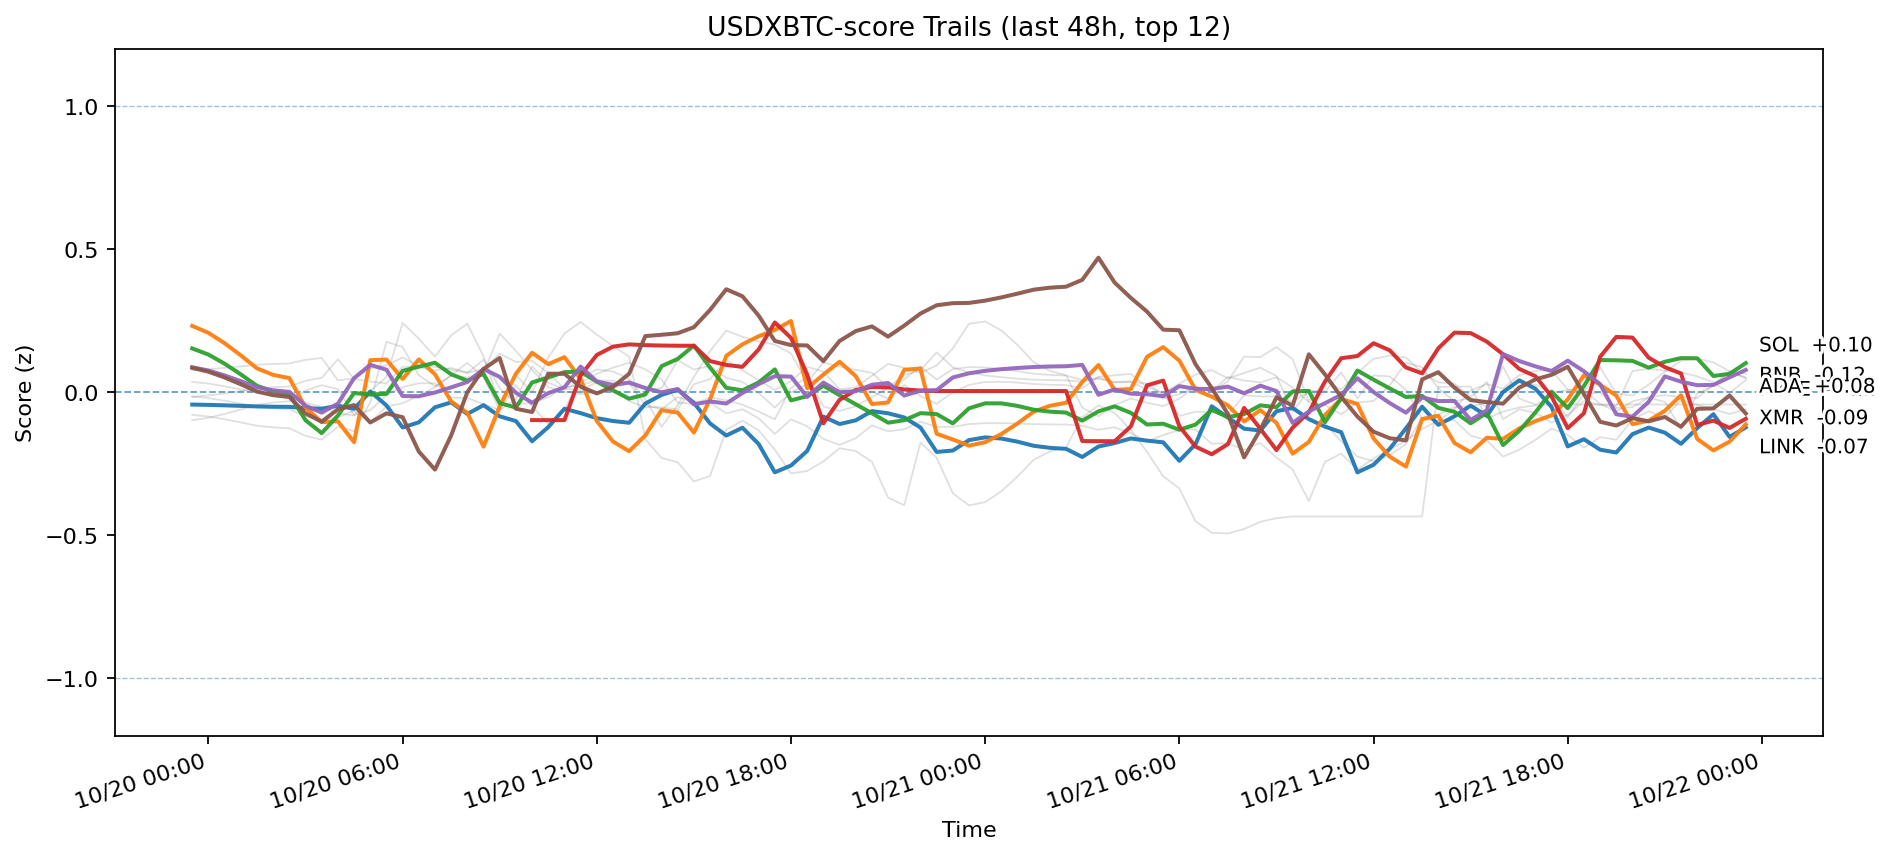 USDXBTC-score Trails (last 48h, top 12)
Score (z)
1.0
0.5
0.0
−0.5
−1.0
SOL +0.10
BNB -0.12
ADA +0.08
XMR -0.09
LINK -0.07
10/20 00:00
10/20 06:00
10/20 12:00
10/20 18:00
10/21 00:00
10/21 06:00
10/21 12:00
10/21 18:00
10/22 00:00
Time